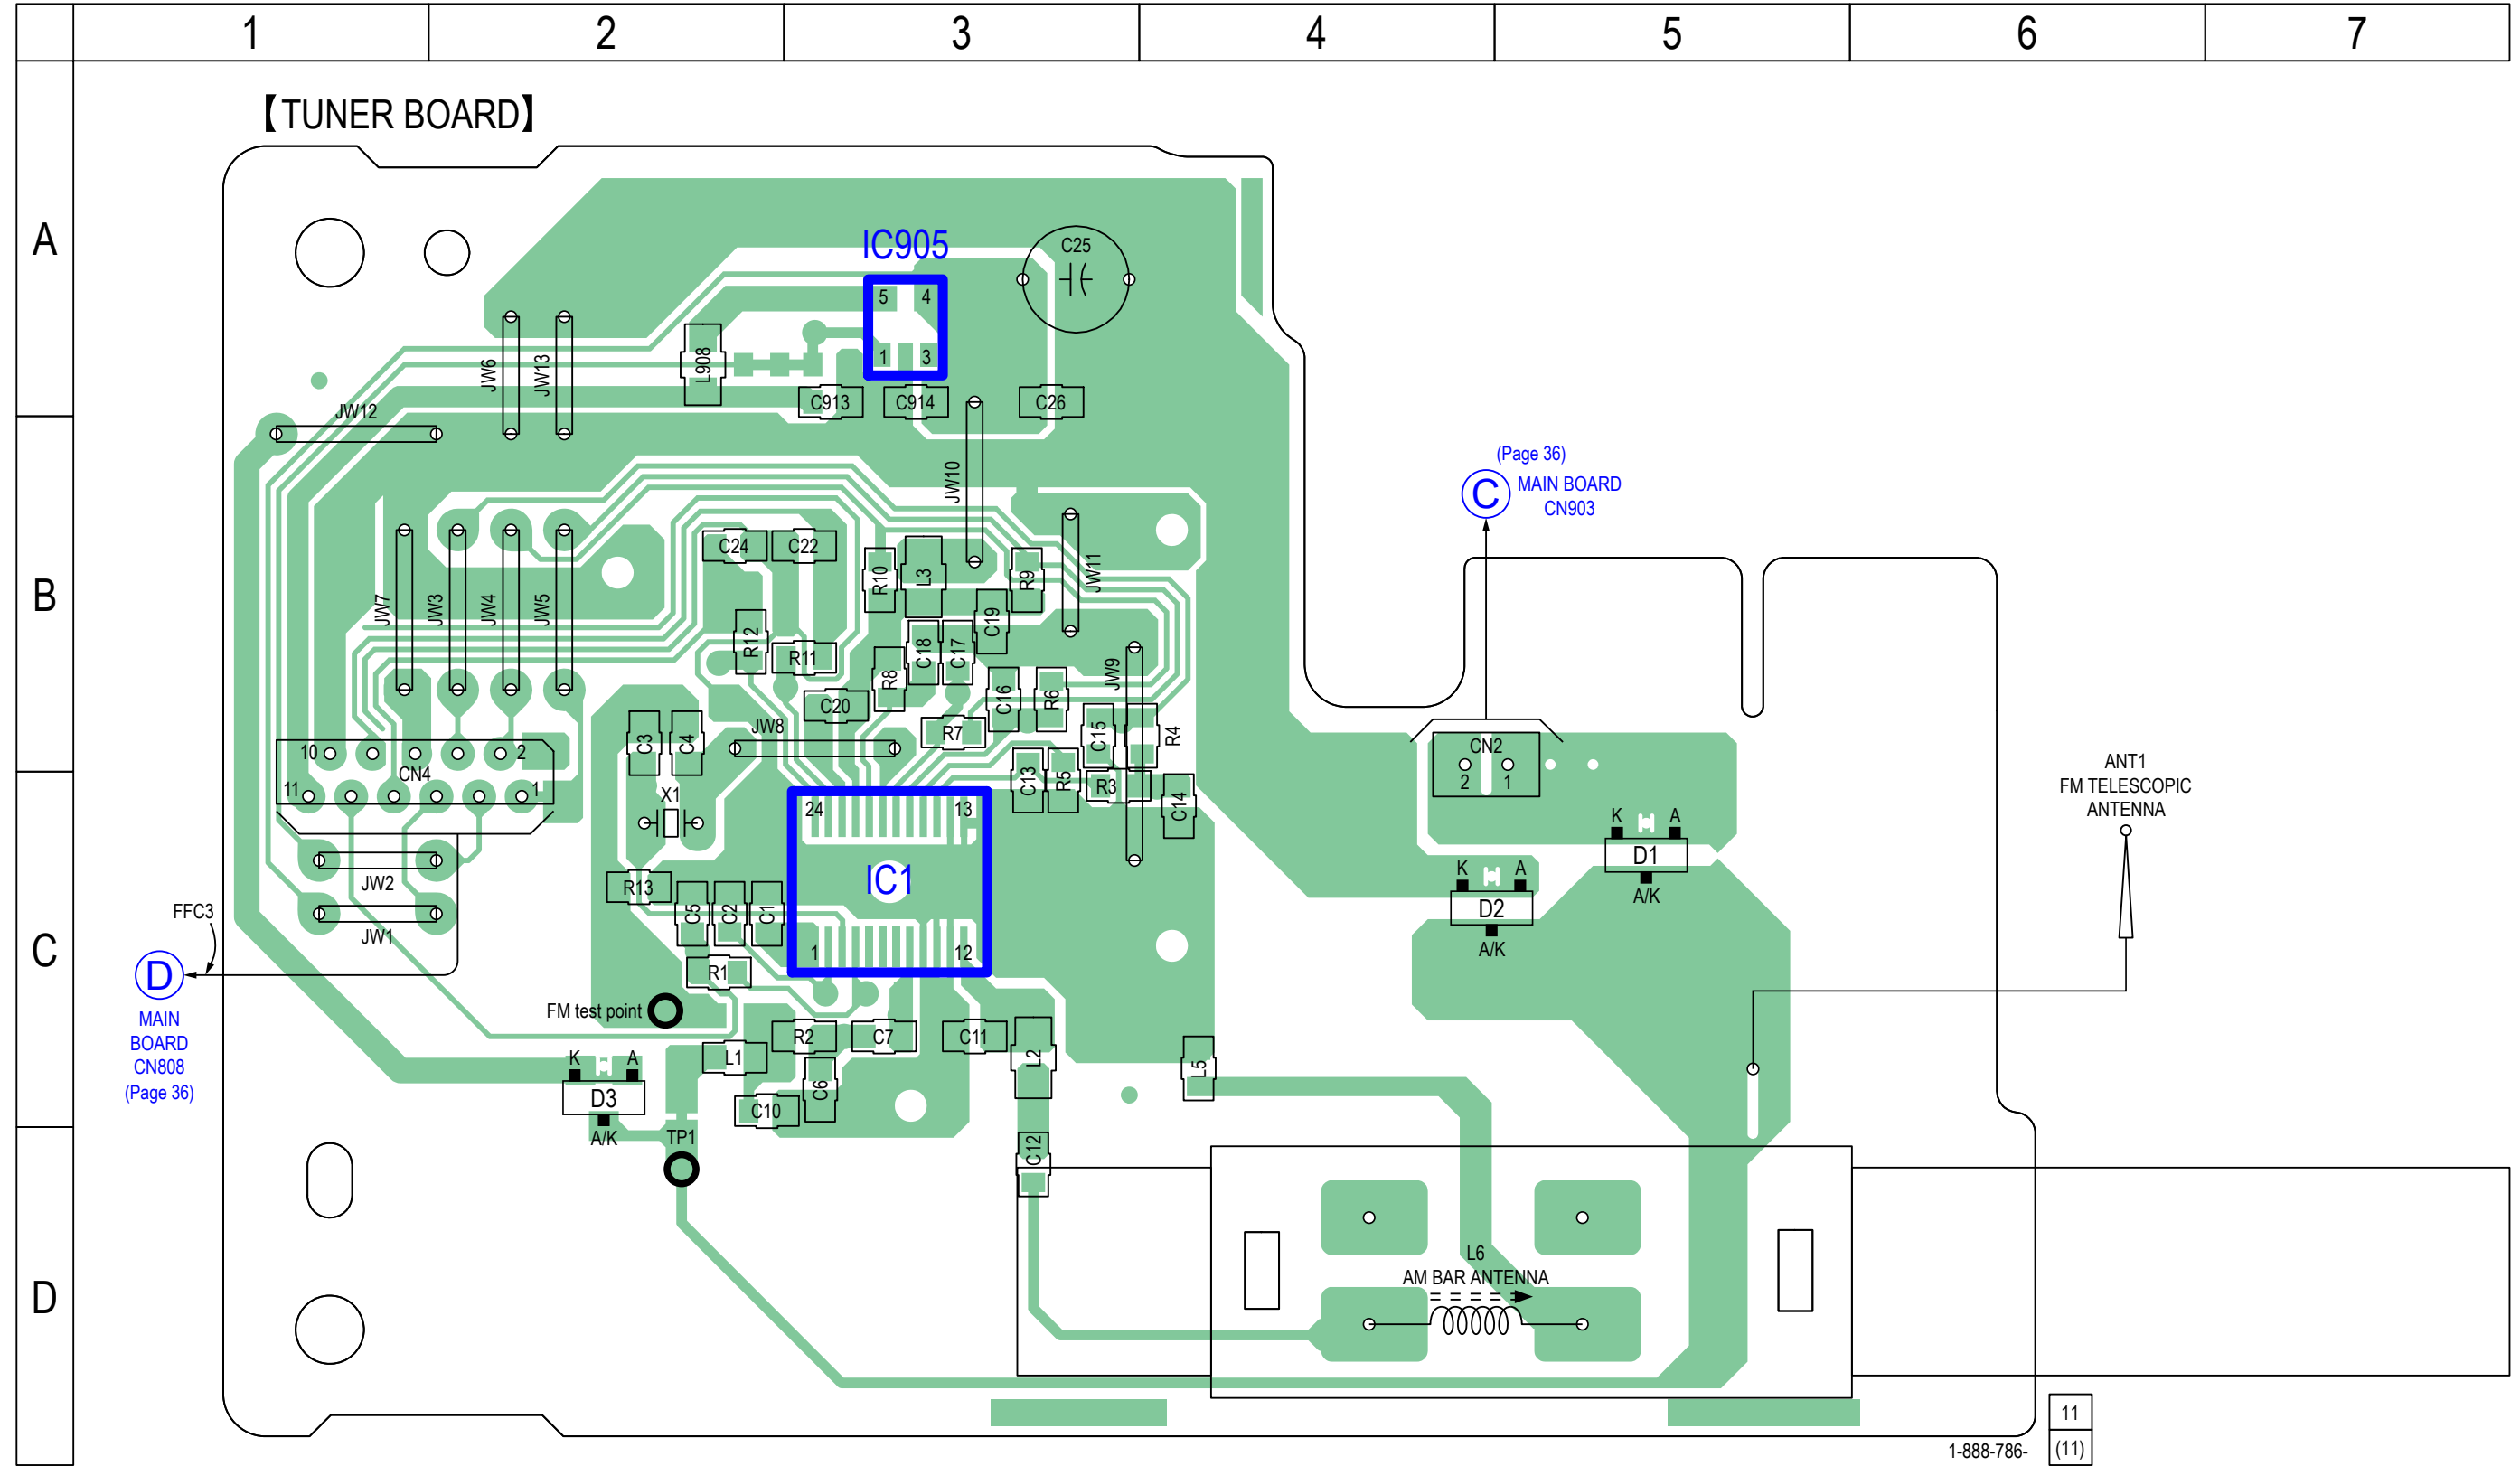 1 2 3 4 5 6 7
A
B
C
D
【TUNER BOARD】
IC905
5 4
1 3
C25
L908
JW6
JW13
C913
C914
C26
JW12
JW10
(Page 36)
C
MAIN BOARD
CN903
C24
C22
R10
L3
R9
JW11
JW7
JW3
JW4
JW5
C19
R12
R11
C18
C17
R8
JW9
C16
R6
C20
R7
C15
R4
C3
C4
JW8
10
2
CN4
11
1
CN2
2 1
C13
R5
R3
C14
X1
24 13
IC1
1 12
ANT1
FM TELESCOPIC
ANTENNA
K A
D1
A/K
K A
D2
A/K
JW2
JW1
R13
C5
C2
C1
FFC3
D
MAIN
BOARD
CN808
(Page 36)
R1
FM test point
R2
C7
C11
L2
L1
C6
C10
L5
K A
D3
A/K
TP1
C12
L6
AM BAR ANTENNA
11
1-888-786-
(11)